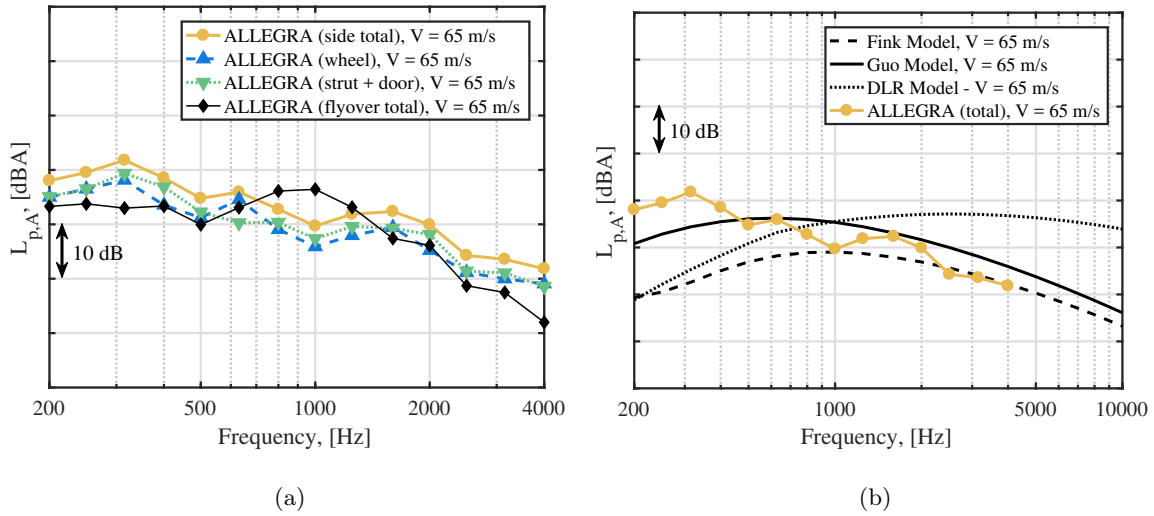 ALLEGRA (side total), V = 65 m/s
ALLEGRA (wheel), V = 65 m/s
ALLEGRA (strut + door), V = 65 m/s
ALLEGRA (flyover total), V = 65 m/s
L_{p,A}, [dBA]
10 dB
200 500 1000 2000 4000
Frequency, [Hz]
(a)
Fink Model, V = 65 m/s
Guo Model, V = 65 m/s
DLR Model - V = 65 m/s
ALLEGRA (total), V = 65 m/s
10 dB
L_{p,A}, [dBA]
200 1000 5000 10000
Frequency, [Hz]
(b)